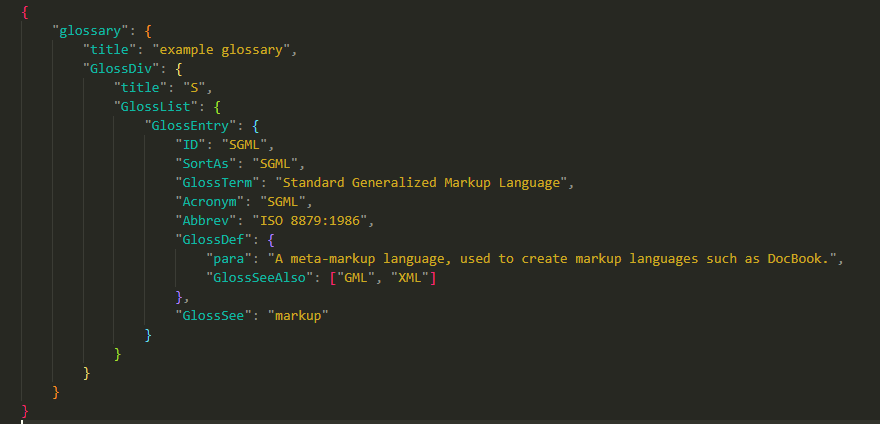 {
    "glossary": {
        "title": "example glossary",
        "GlossDiv": {
            "title": "S",
            "GlossList": {
                "GlossEntry": {
                    "ID": "SGML",
                    "SortAs": "SGML",
                    "GlossTerm": "Standard Generalized Markup Language",
                    "Acronym": "SGML",
                    "Abbrev": "ISO 8879:1986",
                    "GlossDef": {
                        "para": "A meta-markup language, used to create markup languages such as DocBook.",
                        "GlossSeeAlso": ["GML", "XML"]
                    },
                    "GlossSee": "markup"
                }
            }
        }
    }
}